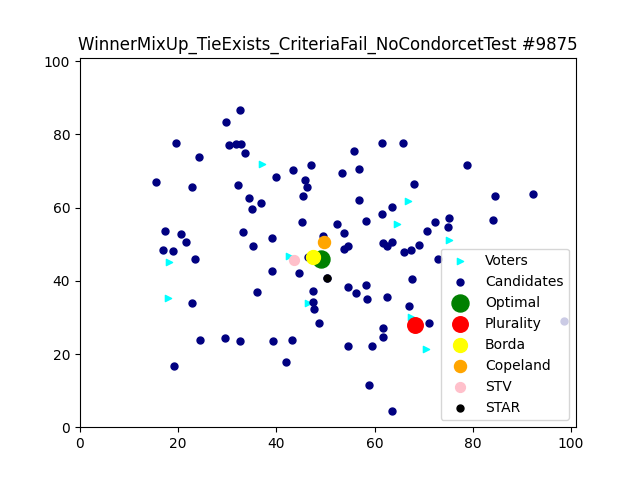 WinnerMixUp_TieExists_CriteriaFail_NoCondorcetTest #9875
100
80
60
40
20
0
0 20 40 60 80 100
Voters
Candidates
Optimal
Plurality
Borda
Copeland
STV
STAR